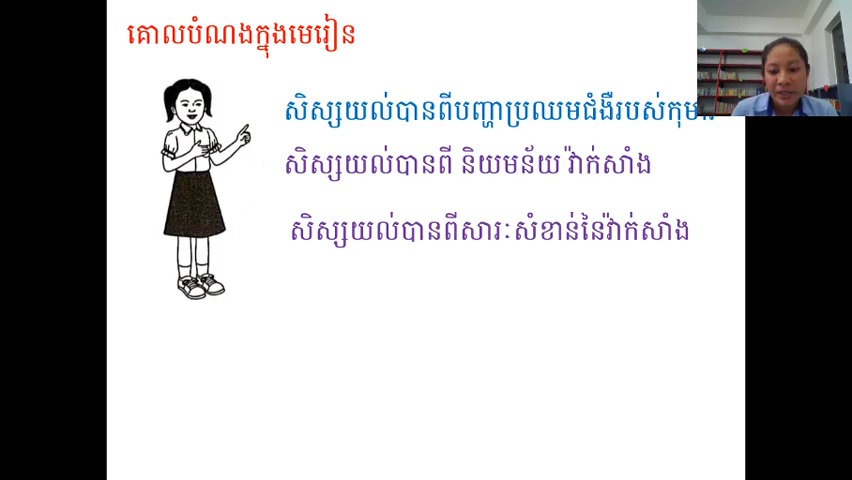 គោលបំណងក្នុងមេរៀន
សិស្សយល់បានពីបញ្ហាប្រឈមជំងឺរបស់
សិស្សយល់បានពី និយមន័យ វ៉ាក់សាំង
សិស្សយល់បានពីសារៈសំខាន់នៃវ៉ាក់សាំង